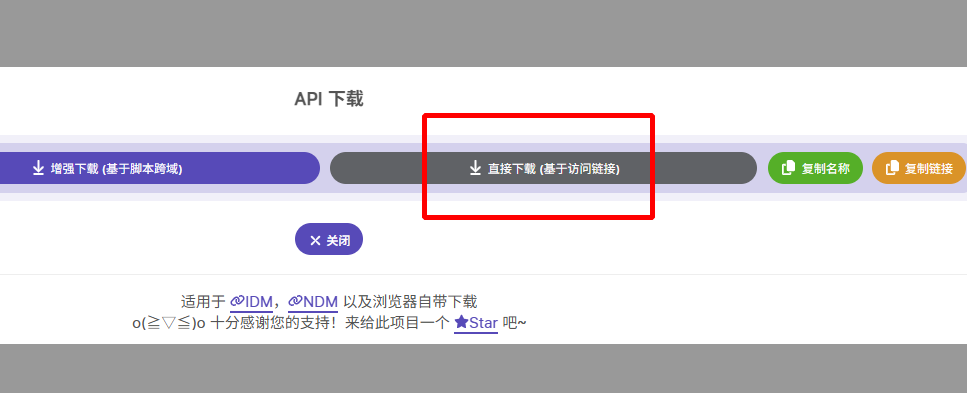 API 下载
增强下载 (基于脚本跨域) 直接下载 (基于访问链接) 复制名称 复制链接
关闭
适用于 IDM，NDM 以及浏览器自带下载
o(≧▽≦)o 十分感谢您的支持！来给此项目一个 Star 吧~